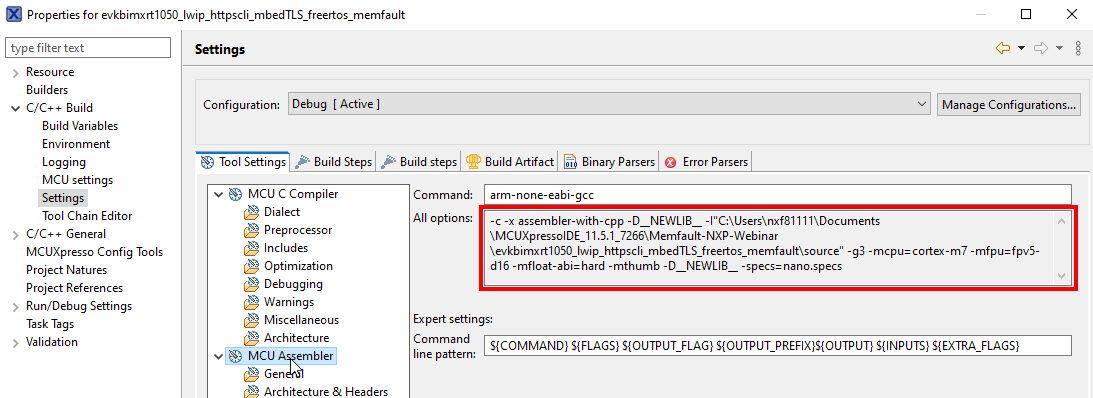 Properties for evkbimxrt1050_lwip_httpscli_mbedTLS_freertos_memfault
type filter text
Resource
Builders
C/C++ Build
Build Variables
Environment
Logging
MCU settings
Settings
Tool Chain Editor
C/C++ General
MCUXpresso Config Tools
Project Natures
Project References
Run/Debug Settings
Task Tags
Validation
Settings
Configuration: Debug [ Active ] Manage Configurations...
Tool Settings Build Steps Build steps Build Artifact Binary Parsers Error Parsers
MCU C Compiler
Dialect
Preprocessor
Includes
Optimization
Debugging
Warnings
Miscellaneous
Architecture
MCU Assembler
General
Architecture & Headers
Command: arm-none-eabi-gcc
All options: -c -x assembler-with-cpp -D__NEWLIB__ -I"C:\Users\nxf81111\Documents
\MCUXpressoIDE_11.5.1_7266\Memfault-NXP-Webinar
\evkbimxrt1050_lwip_httpscli_mbedTLS_freertos_memfault\source" -g3 -mcpu=cortex-m7 -mfpu=fpv5-
d16 -mfloat-abi=hard -mthumb -D__NEWLIB__ -specs=nano.specs
Expert settings:
Command
line pattern: ${COMMAND} ${FLAGS} ${OUTPUT_FLAG} ${OUTPUT_PREFIX}${OUTPUT} ${INPUTS} ${EXTRA_FLAGS}